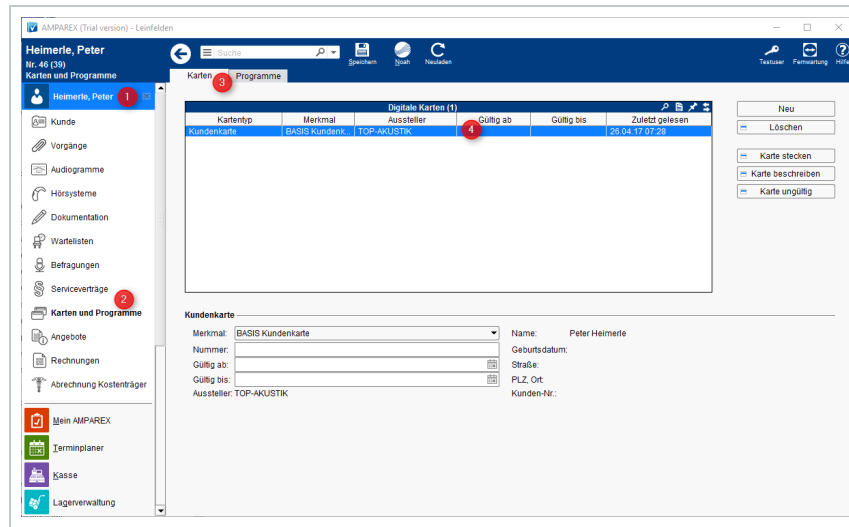 AMPAREX (Trial version) - Leinfelden
Heimerle, Peter
Nr. 46 (39)
Karten und Programme
Suche
Speichern
Noah
Neuladen
Testuser
Fernwartung
Hilfe
Karten
3
Programme
Heimerle, Peter
1
Kunde
Vorgänge
Audiogramme
Hörsysteme
Dokumentation
Wartelisten
Befragungen
Serviceverträge
2
Karten und Programme
Angebote
Rechnungen
Abrechnung Kostenträger
Mein AMPAREX
Terminplaner
Kasse
Lagerverwaltung
Digitale Karten (1)
Kartentyp Merkmal Aussteller Gültig ab Gültig bis Zuletzt gelesen
Kundenkarte BASIS Kundenk... TOP-AKUSTIK 4 26.04.17 07:28
Neu
Löschen
Karte stecken
Karte beschreiben
Karte ungültig
Kundenkarte
Merkmal: BASIS Kundenkarte
Nummer:
Gültig ab:
Gültig bis:
Aussteller: TOP-AKUSTIK
Name: Peter Heimerle
Geburtsdatum:
Straße:
PLZ, Ort:
Kunden-Nr.: